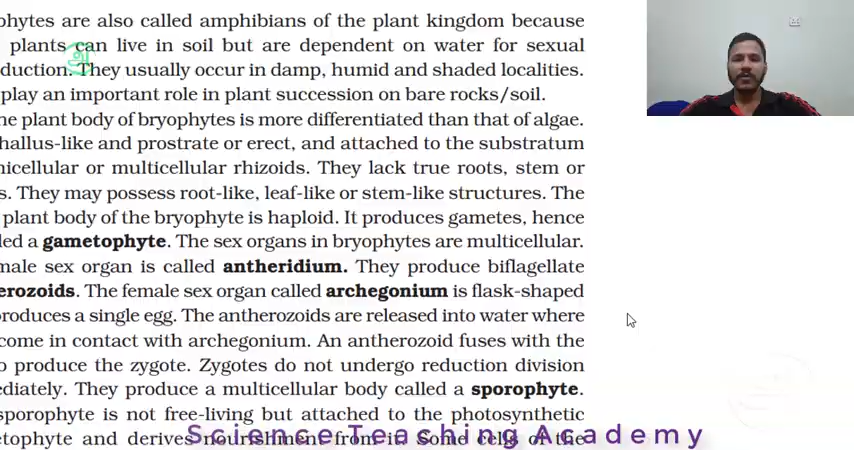 phytes are also called amphibians of the plant kingdom because
plants can live in soil but are dependent on water for sexual
duction. They usually occur in damp, humid and shaded localities.
play an important role in plant succession on bare rocks/soil.
he plant body of bryophytes is more differentiated than that of algae.
hallus-like and prostrate or erect, and attached to the substratum
nicellular or multicellular rhizoids. They lack true roots, stem or
s. They may possess root-like, leaf-like or stem-like structures. The
plant body of the bryophyte is haploid. It produces gametes, hence
led a gametophyte. The sex organs in bryophytes are multicellular.
male sex organ is called antheridium. They produce biflagellate
erozoids. The female sex organ called archegonium is flask-shaped
produces a single egg. The antherozoids are released into water where
come in contact with archegonium. An antherozoid fuses with the
o produce the zygote. Zygotes do not undergo reduction division
ediately. They produce a multicellular body called a sporophyte.
sporophyte is not free-living but attached to the photosynthetic
etophyte and derives nourishment from it. Some cells of the
Science Teaching Academy